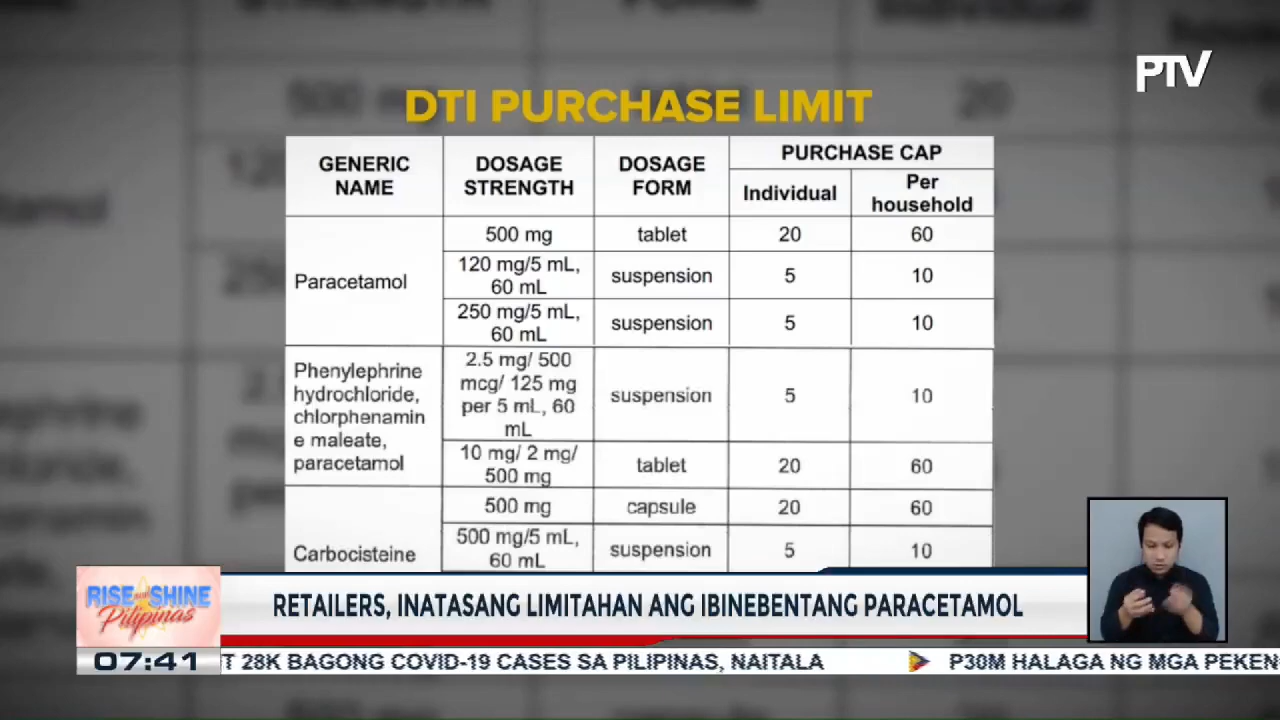 PTV
DTI PURCHASE LIMIT
GENERIC NAME
DOSAGE STRENGTH
DOSAGE FORM
PURCHASE CAP
Individual
Per household
Paracetamol
500 mg
tablet
20
60
120 mg/5 mL,
60 mL
suspension
5
10
250 mg/5 mL,
60 mL
suspension
5
10
Phenylephrine
hydrochloride,
chlorphenamin
e maleate,
paracetamol
2.5 mg/ 500
mcg/ 125 mg
per 5 mL, 60
mL
suspension
5
10
10 mg/ 2 mg/
500 mg
tablet
20
60
Carbocisteine
500 mg
capsule
20
60
500 mg/5 mL,
60 mL
suspension
5
10
RISE AND SHINE
Pilipinas
RETAILERS, INATASANG LIMITAHAN ANG IBINEBENTANG PARACETAMOL
07:41
T 28K BAGONG COVID-19 CASES SA PILIPINAS, NAITALA
P30M HALAGA NG MGA PEKEN